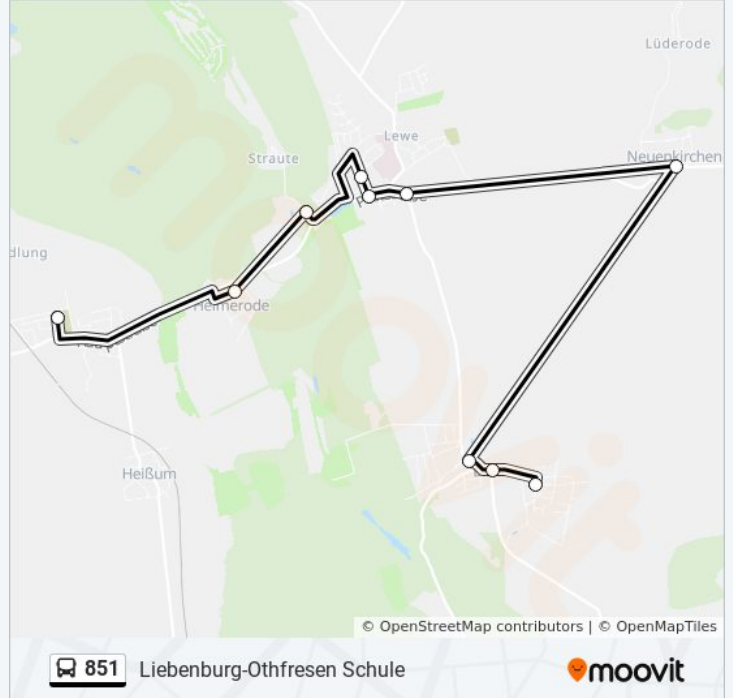 Lüderode
Lewe
Straute
Neuenkirchen
dlung
Heimerode
Heißum
© OpenStreetMap contributors | © OpenMapTiles
851 Liebenburg-Othfresen Schule
moovit